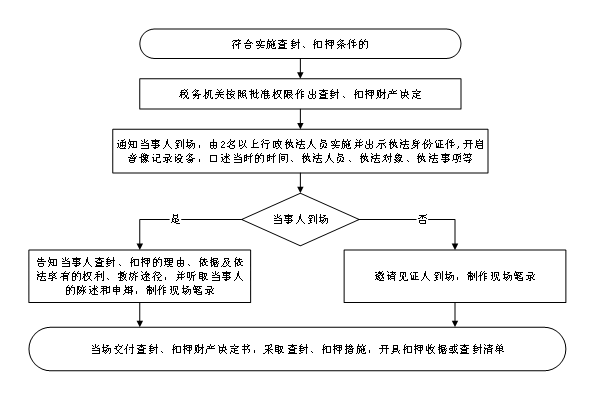 符合实施查封、扣押条件的
税务机关按照批准权限作出查封、扣押财产决定
通知当事人到场，由2名以上行政执法人员实施并出示执法身份证件，开启
音像记录设备，口述当时的时间、执法人员、执法对象、执法事项等
当事人到场
是
否
告知当事人查封、扣押的理由、依据及依
法享有的权利、救济途径，并听取当事人
的陈述和申辩，制作现场笔录
邀请见证人到场，制作现场笔录
当场交付查封、扣押财产决定书，采取查封、扣押措施，开具扣押收据或查封清单